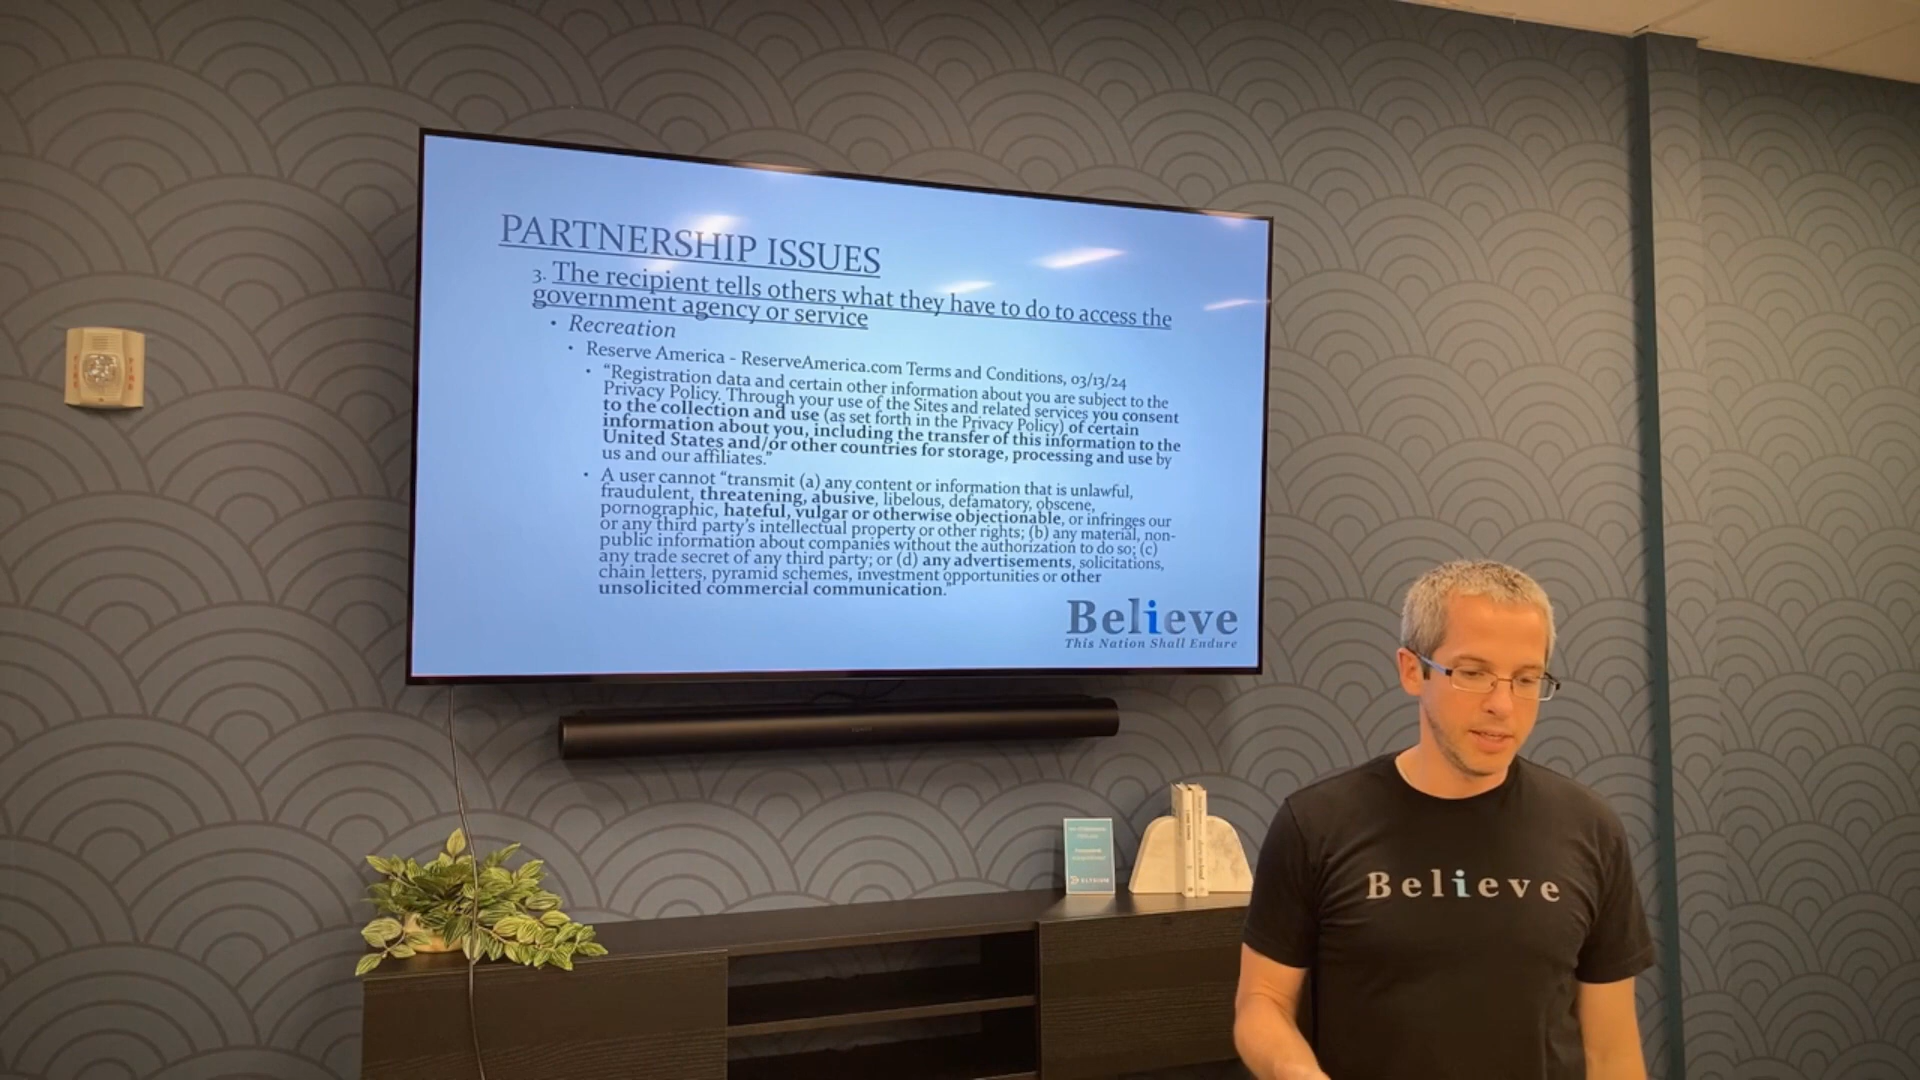 PARTNERSHIP ISSUES
3. The recipient tells others what they have to do to access the
government agency or service
• Recreation
• Reserve America - ReserveAmerica.com Terms and Conditions, 03/13/24
• “Registration data and certain other information about you are subject to the
Privacy Policy. Through your use of the Sites and related services you consent
to the collection and use (as set forth in the Privacy Policy) of certain
information about you, including the transfer of this information to the
United States and/or other countries for storage, processing and use by
us and our affiliates.”
• A user cannot “transmit (a) any content or information that is unlawful,
fraudulent, threatening, abusive, libelous, defamatory, obscene,
pornographic, hateful, vulgar or otherwise objectionable, or infringes our
or any third party’s intellectual property or other rights; (b) any material, non-
public information about companies without the authorization to do so; (c)
any trade secret of any third party; or (d) any advertisements, solicitations,
chain letters, pyramid schemes, investment opportunities or other
unsolicited commercial communication.”
Believe
This Nation Shall Endure
Believe
FIRE
FIRE